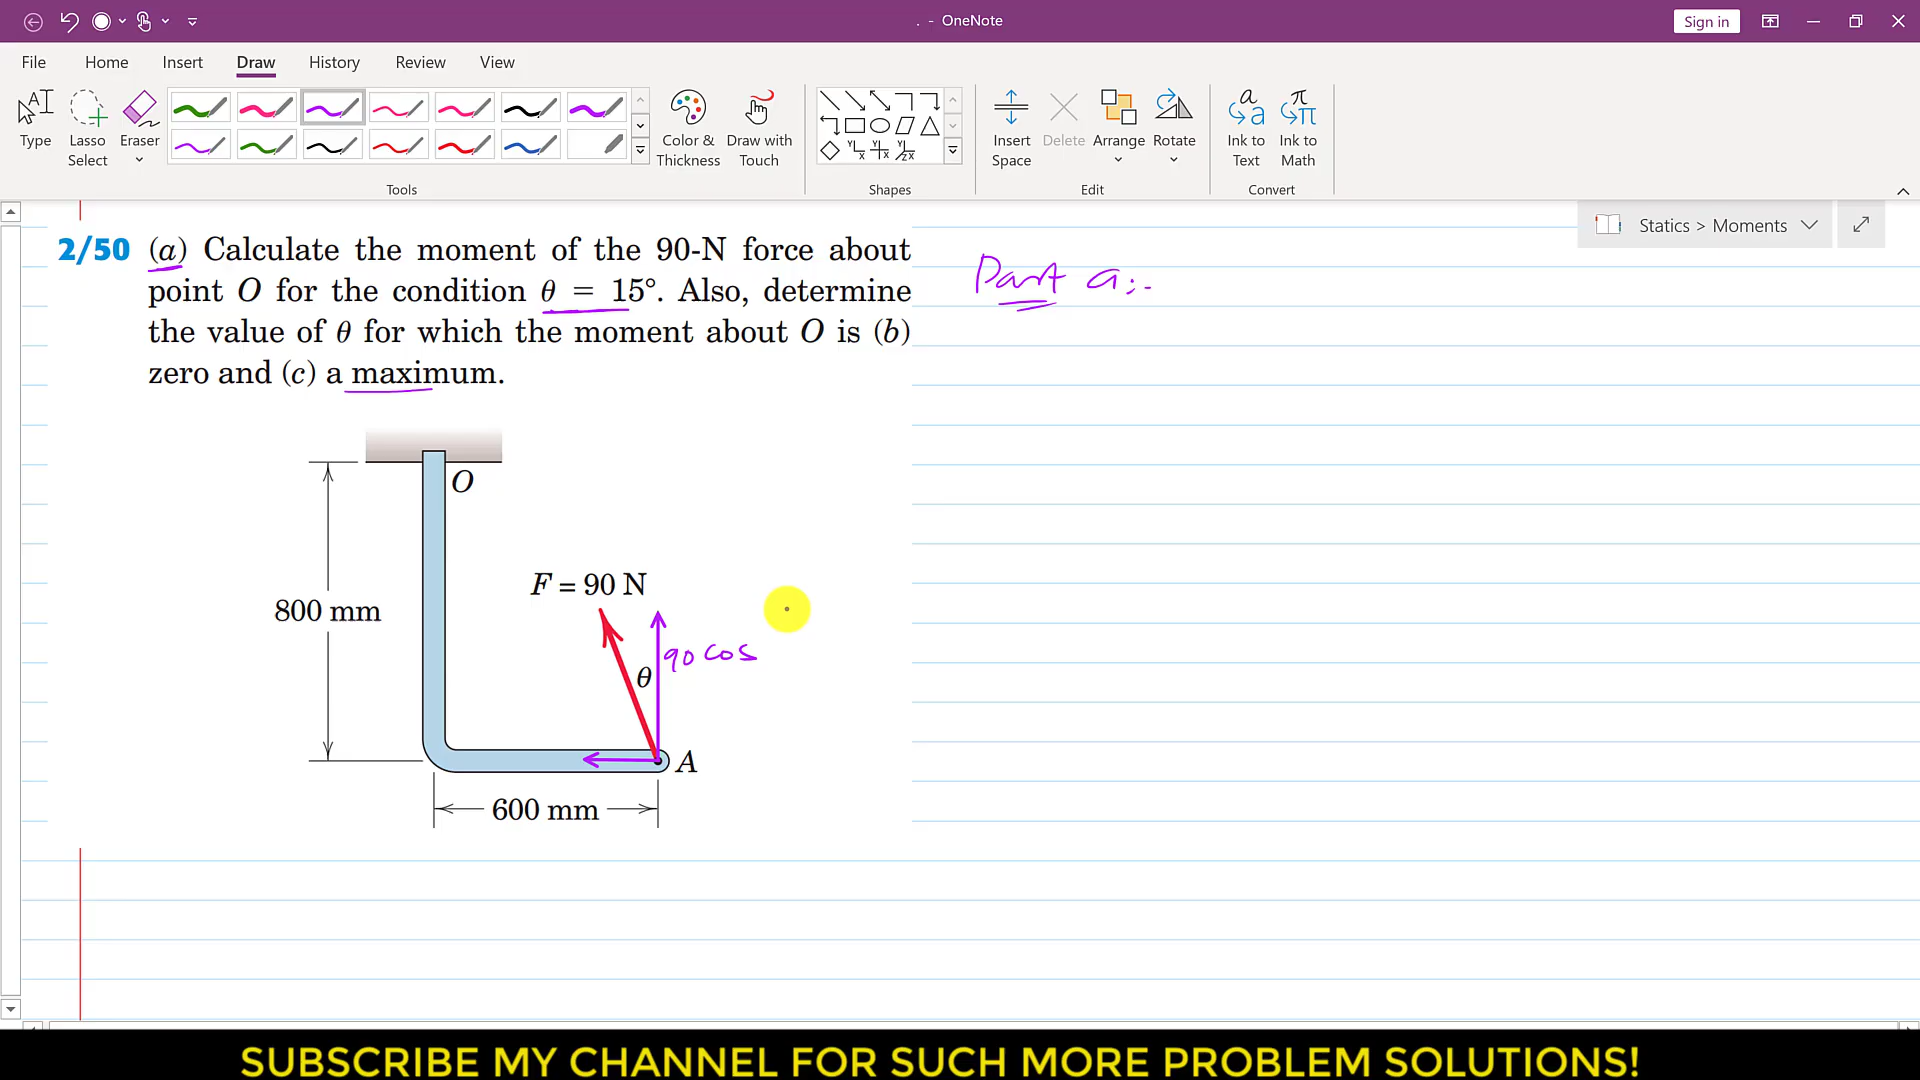 . - OneNote
Sign in
File Home Insert Draw History Review View
Type
Lasso Select
Eraser
Color & Thickness
Draw with Touch
Insert Space
Delete
Arrange
Rotate
Ink to Text
Ink to Math
Tools
Shapes
Edit
Convert
Statics > Moments
2/50 (a) Calculate the moment of the 90-N force about
point O for the condition θ = 15°. Also, determine
the value of θ for which the moment about O is (b)
zero and (c) a maximum.
Part a:-
O
F = 90 N
800 mm
90 cos
θ
A
600 mm
SUBSCRIBE MY CHANNEL FOR SUCH MORE PROBLEM SOLUTIONS!